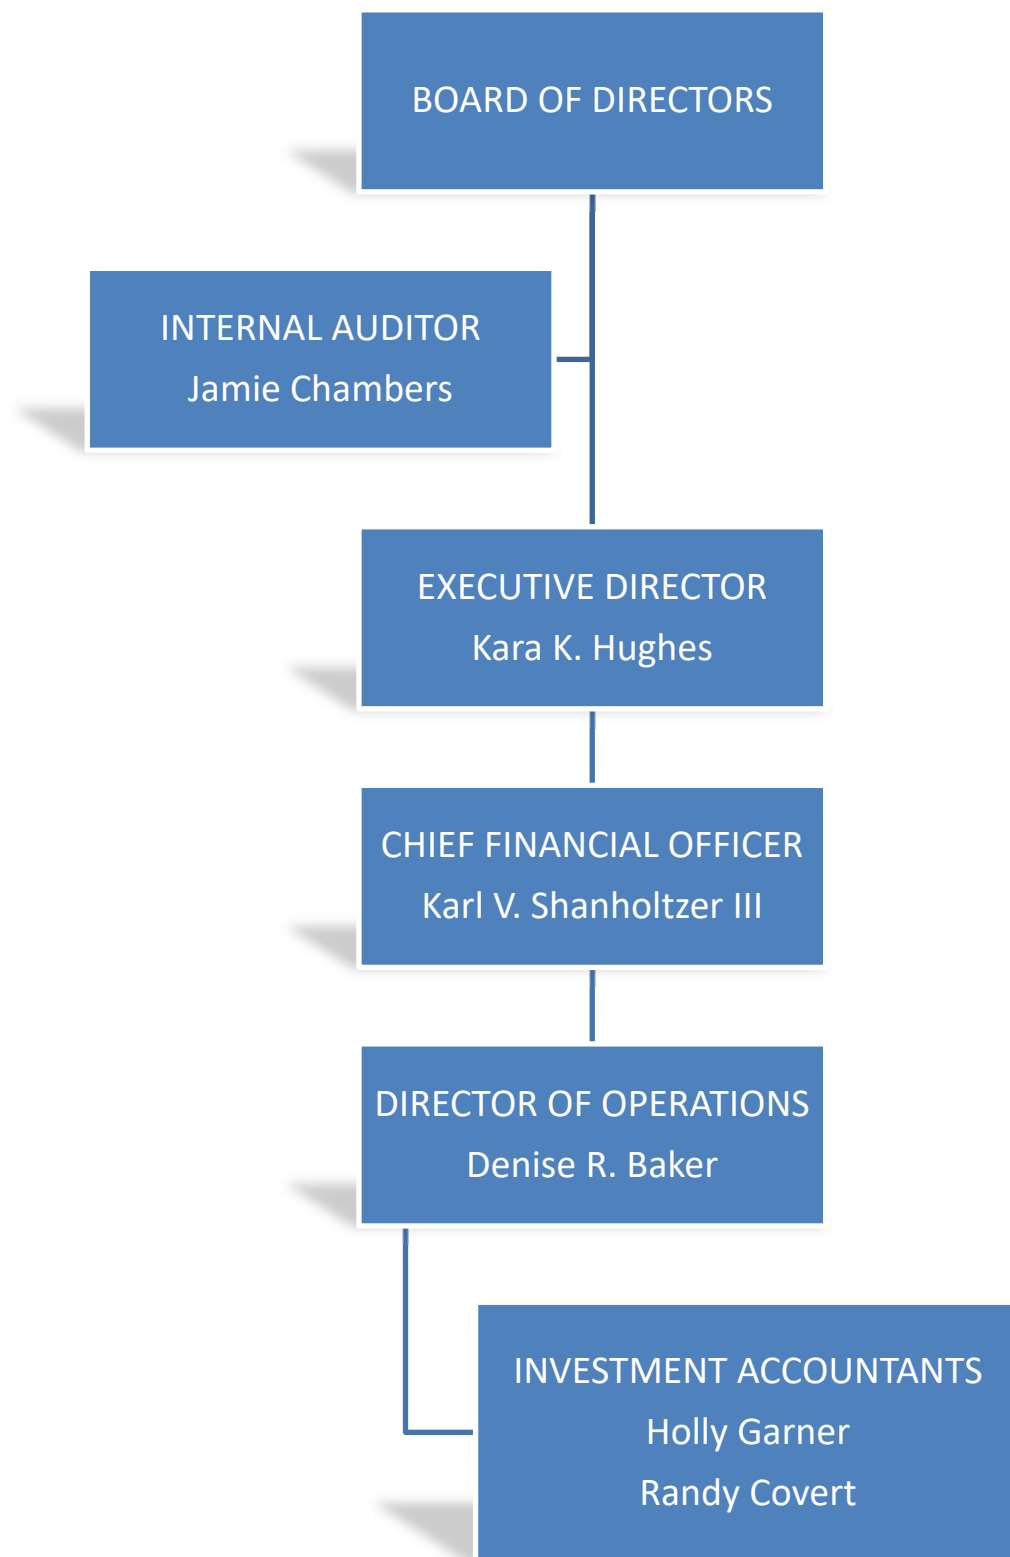 BOARD OF DIRECTORS
INTERNAL AUDITOR
Jamie Chambers
EXECUTIVE DIRECTOR
Kara K. Hughes
CHIEF FINANCIAL OFFICER
Karl V. Shanholtzer III
DIRECTOR OF OPERATIONS
Denise R. Baker
INVESTMENT ACCOUNTANTS
Holly Garner
Randy Covert